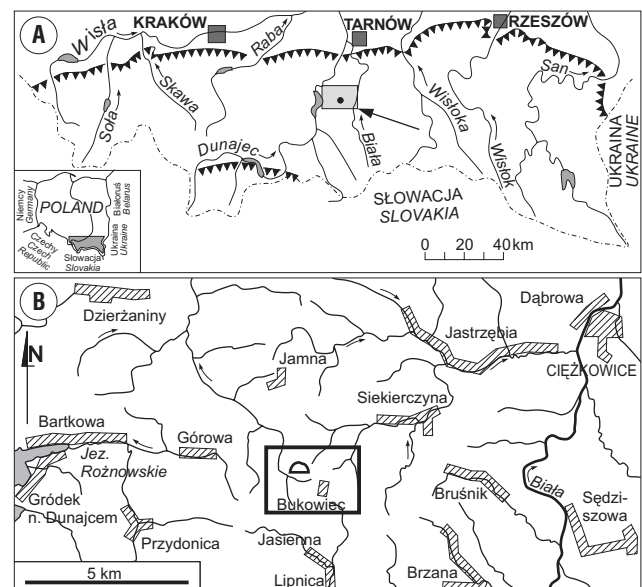 A
KRAKÓW
TARNÓW
RZESZÓW
Wisła
Raba
San
Skawa
Soła
Wisłoka
Dunajec
Biała
Wisłok
UKRAINA
UKRAINE
SŁOWACJA
SLOVAKIA
0 20 40 km
POLAND
Niemcy
Germany
Białoruś
Belarus
Ukraina
Ukraine
Czechy
Czech
Republic
Słowacja
Slovakia
B
Dzierżaniny
Dąbrowa
N
Jastrzębia
Jamna
CIĘŻKOWICE
Siekierczyna
Bartkowa
Górowa
Jez.
Rożnowskie
Bukowiec
Bruśnik
Biała
Sędzi-
szowa
Gródek
n. Dunajcem
Przydonica
Jasienna
Brzana
Lipnica
5 km